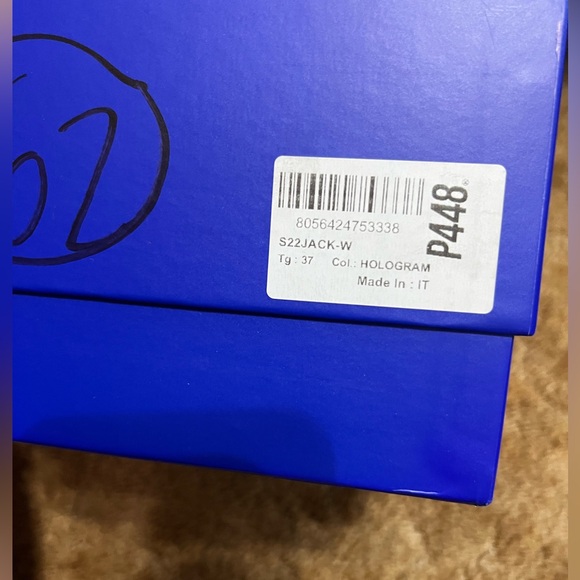 8056424753338
S22JACK-W
Tg : 37 Col.: HOLOGRAM
Made In : IT
P448®